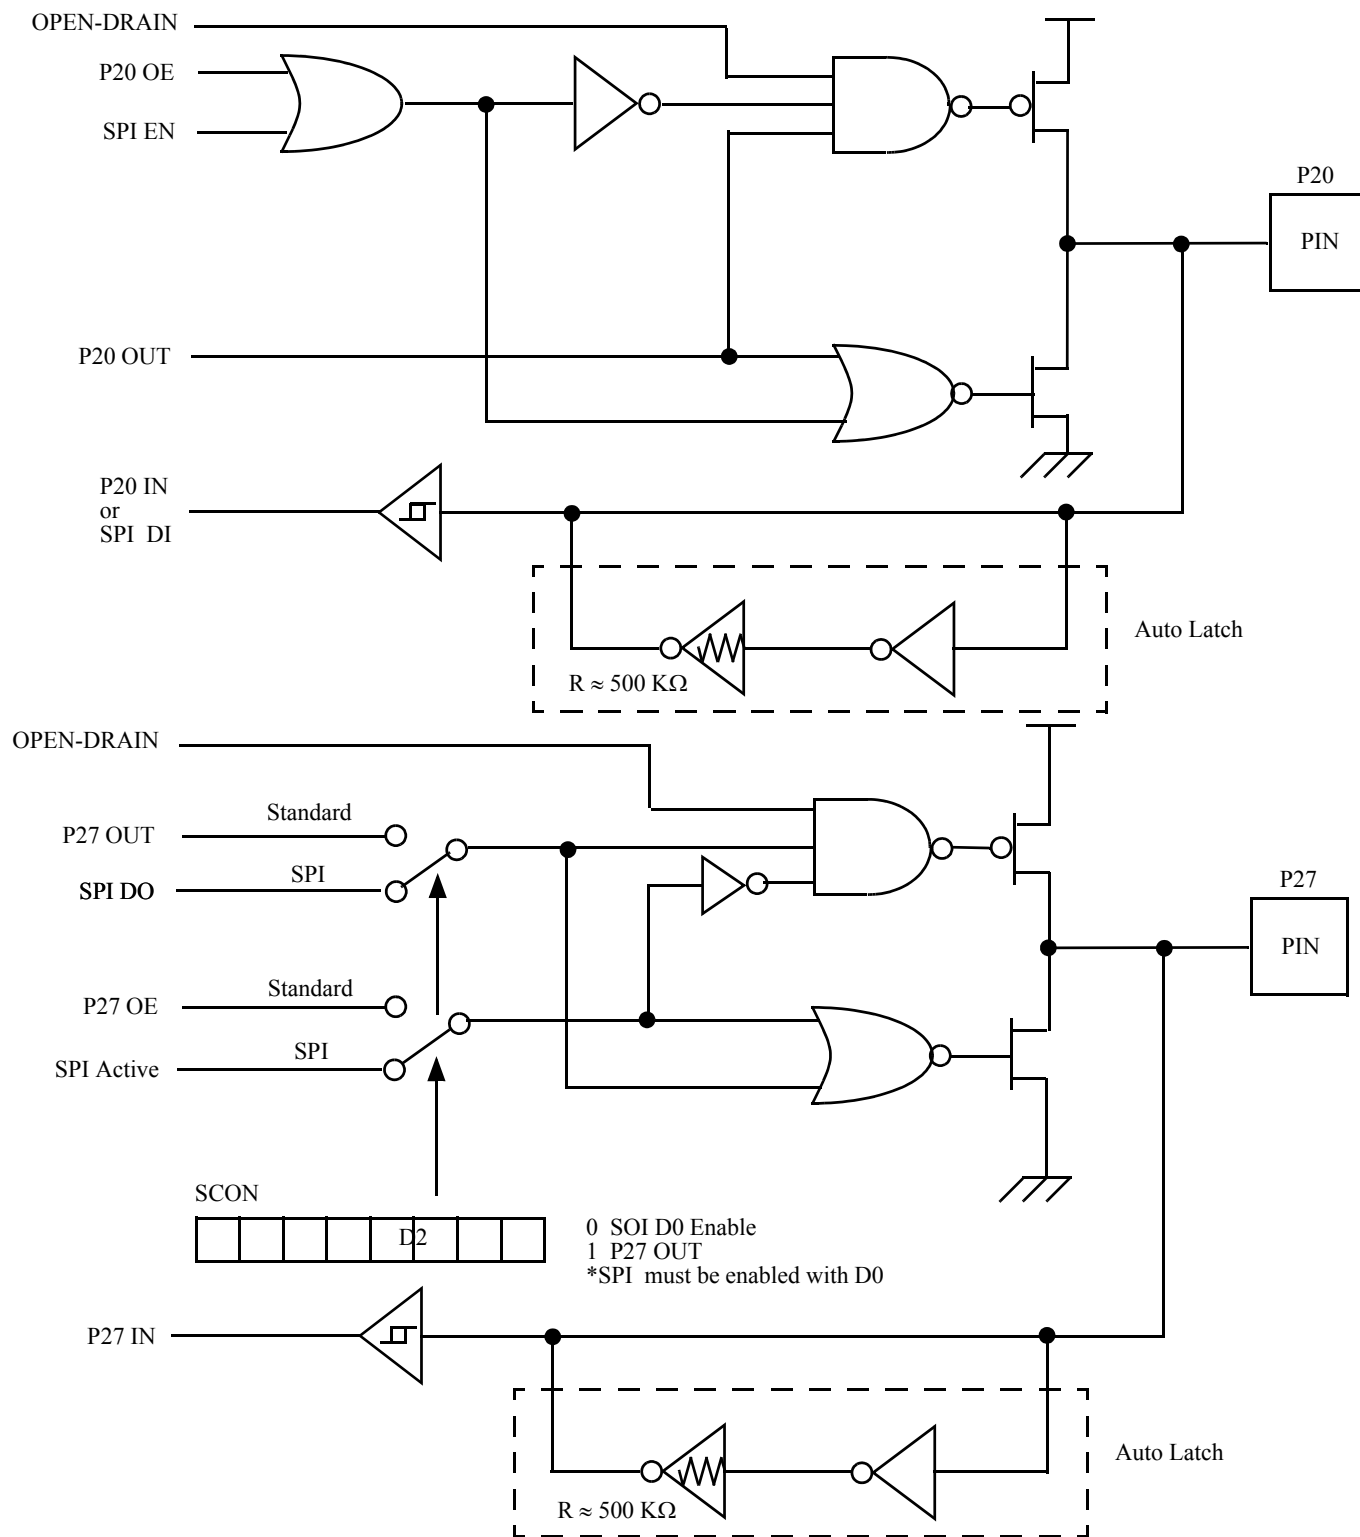 OPEN-DRAIN
P20 OE
SPI EN
P20
PIN
P20 OUT
P20 IN
or
SPI DI
Auto Latch
R ≈ 500 KΩ
OPEN-DRAIN
Standard
P27 OUT
SPI
SPI DO
P27
PIN
Standard
P27 OE
SPI
SPI Active
SCON
D2
0 SOI D0 Enable
1 P27 OUT
*SPI must be enabled with D0
P27 IN
Auto Latch
R ≈ 500 KΩ